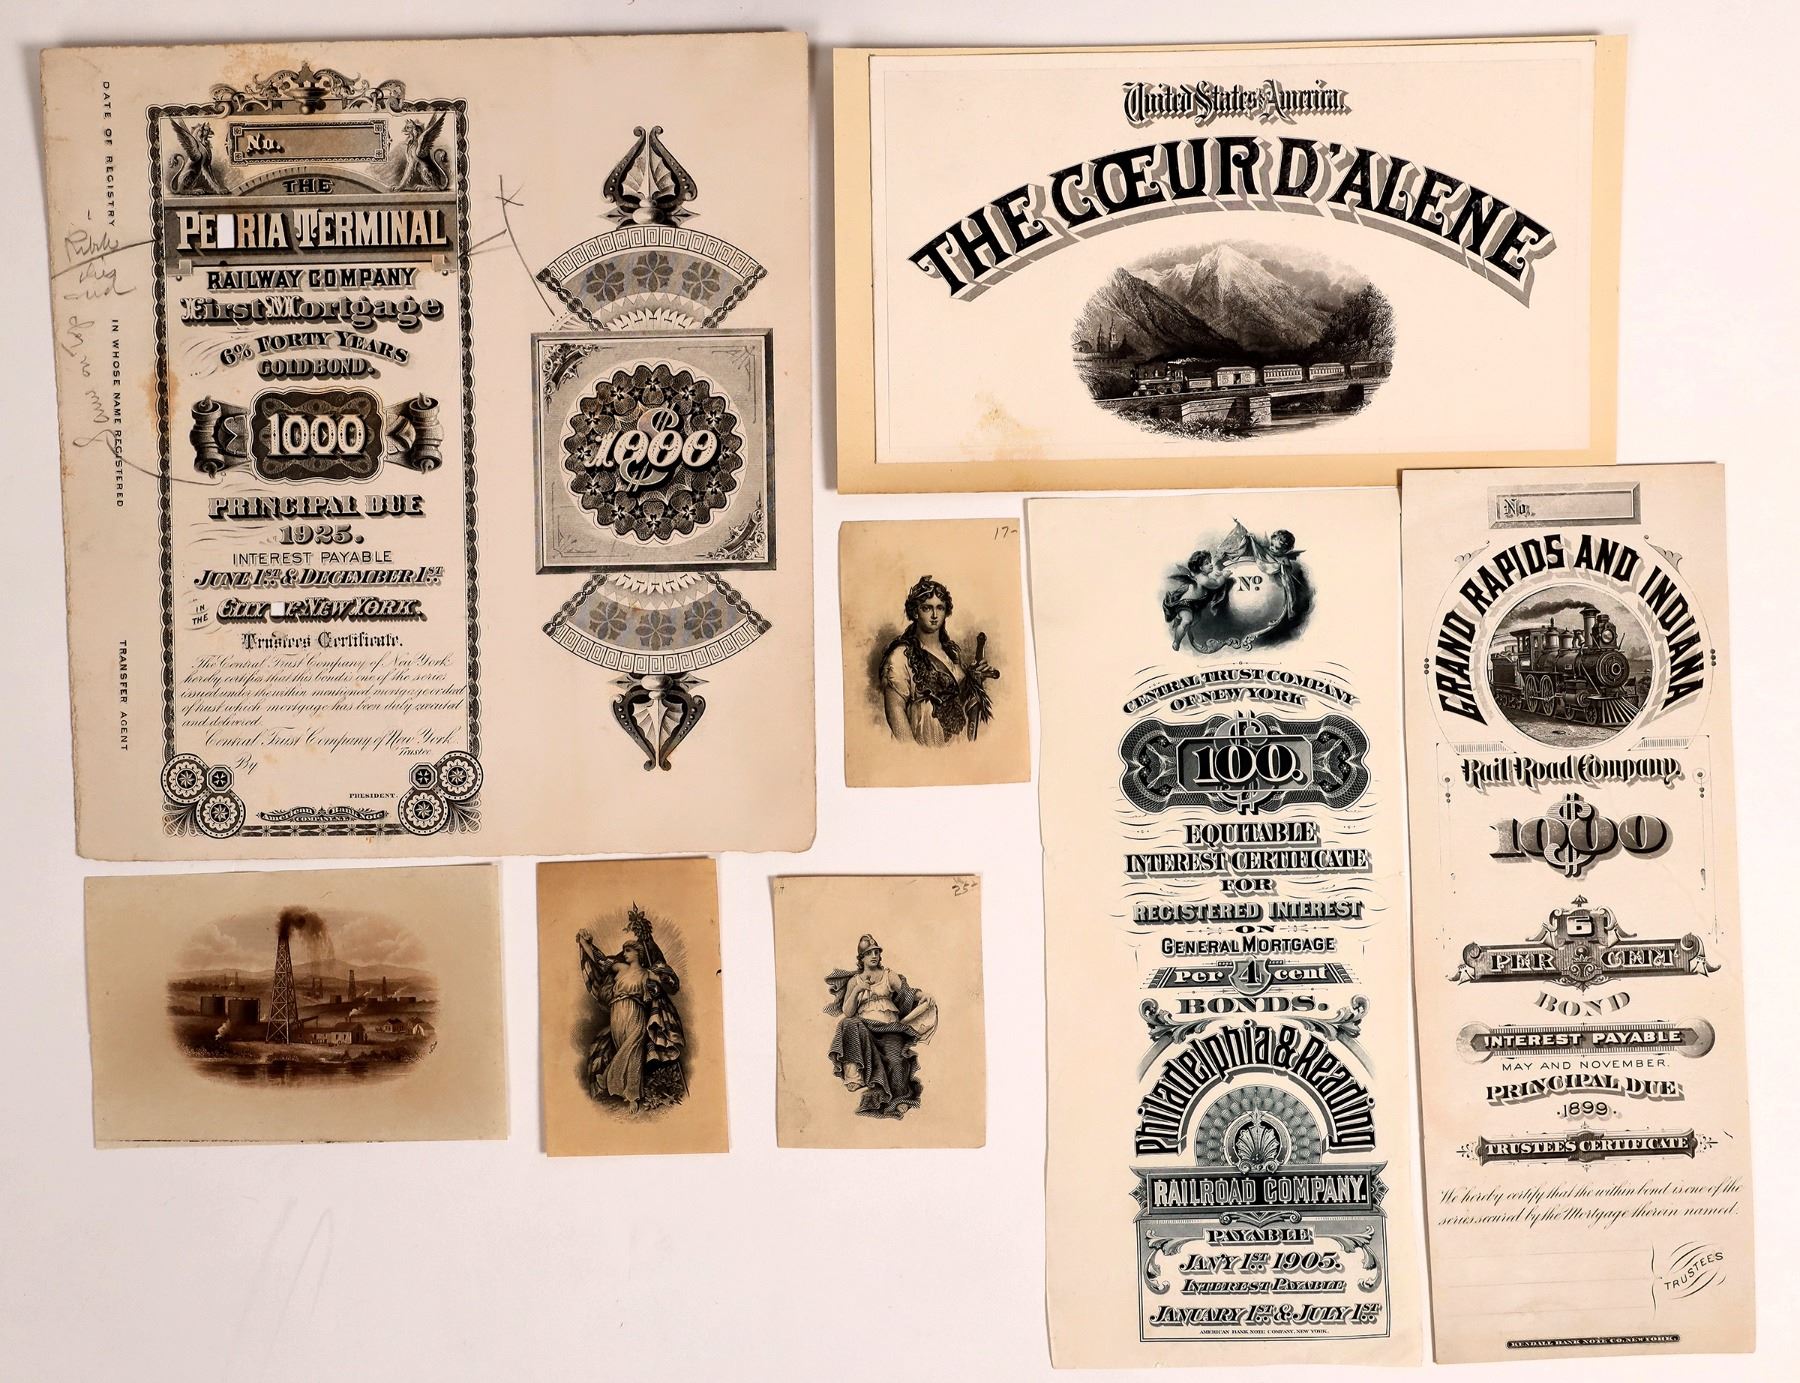 DATE OF REGISTRY
IN WHOSE NAME REGISTERED
TRANSFER AGENT
No.
THE
PE RIA TERMINAL
RAILWAY COMPANY
First Mortgage
6% FORTY YEARS
GOLD BOND.
1000
PRINCIPAL DUE
1925.
INTEREST PAYABLE
JUNE 1ST & DECEMBER 1ST
IN THE CITY  F NEW YORK.
Trustees Certificate.
The Central Trust Company of New York
hereby certifies that this bond is one of the series
issued under the within mentioned mortgage or deed
of trust which mortgage has been duly executed
and delivered.
Central Trust Company of New York
Trustee
By
PRESIDENT.
AMERICAN BANK NOTE
COMPANY N.Y.
$1000
United States of America.
THE CŒUR D'ALENE
17-
25-
No.
CENTRAL TRUST COMPANY
OF NEW YORK
$100.
EQUITABLE
INTEREST CERTIFICATE
FOR
REGISTERED INTEREST
ON
GENERAL MORTGAGE
Per 4 cent
BONDS.
Philadelphia & Reading
RAILROAD COMPANY.
PAYABLE
JAN'Y 1ST 1905.
INTEREST PAYABLE
JANUARY 1ST & JULY 1ST
AMERICAN BANK NOTE COMPANY, NEW YORK.
No.
GRAND RAPIDS AND INDIANA
Rail Road Company.
$1000
6
PER CENT
BOND
INTEREST PAYABLE
MAY AND NOVEMBER.
PRINCIPAL DUE
1899.
TRUSTEES CERTIFICATE
We hereby certify that the within bond is one of the
series secured by the Mortgage therein named.
TRUSTEES
KENDALL BANK NOTE CO. NEW YORK.